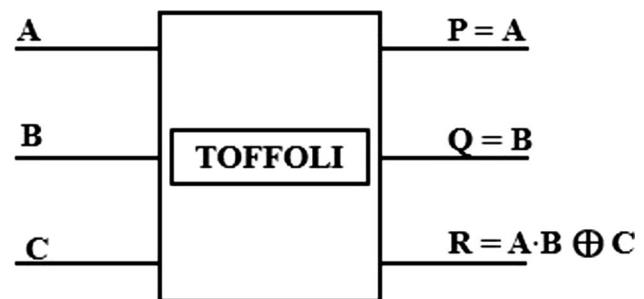 A
P = A
B
TOFFOLI
Q = B
C
R = A·B ⊕ C